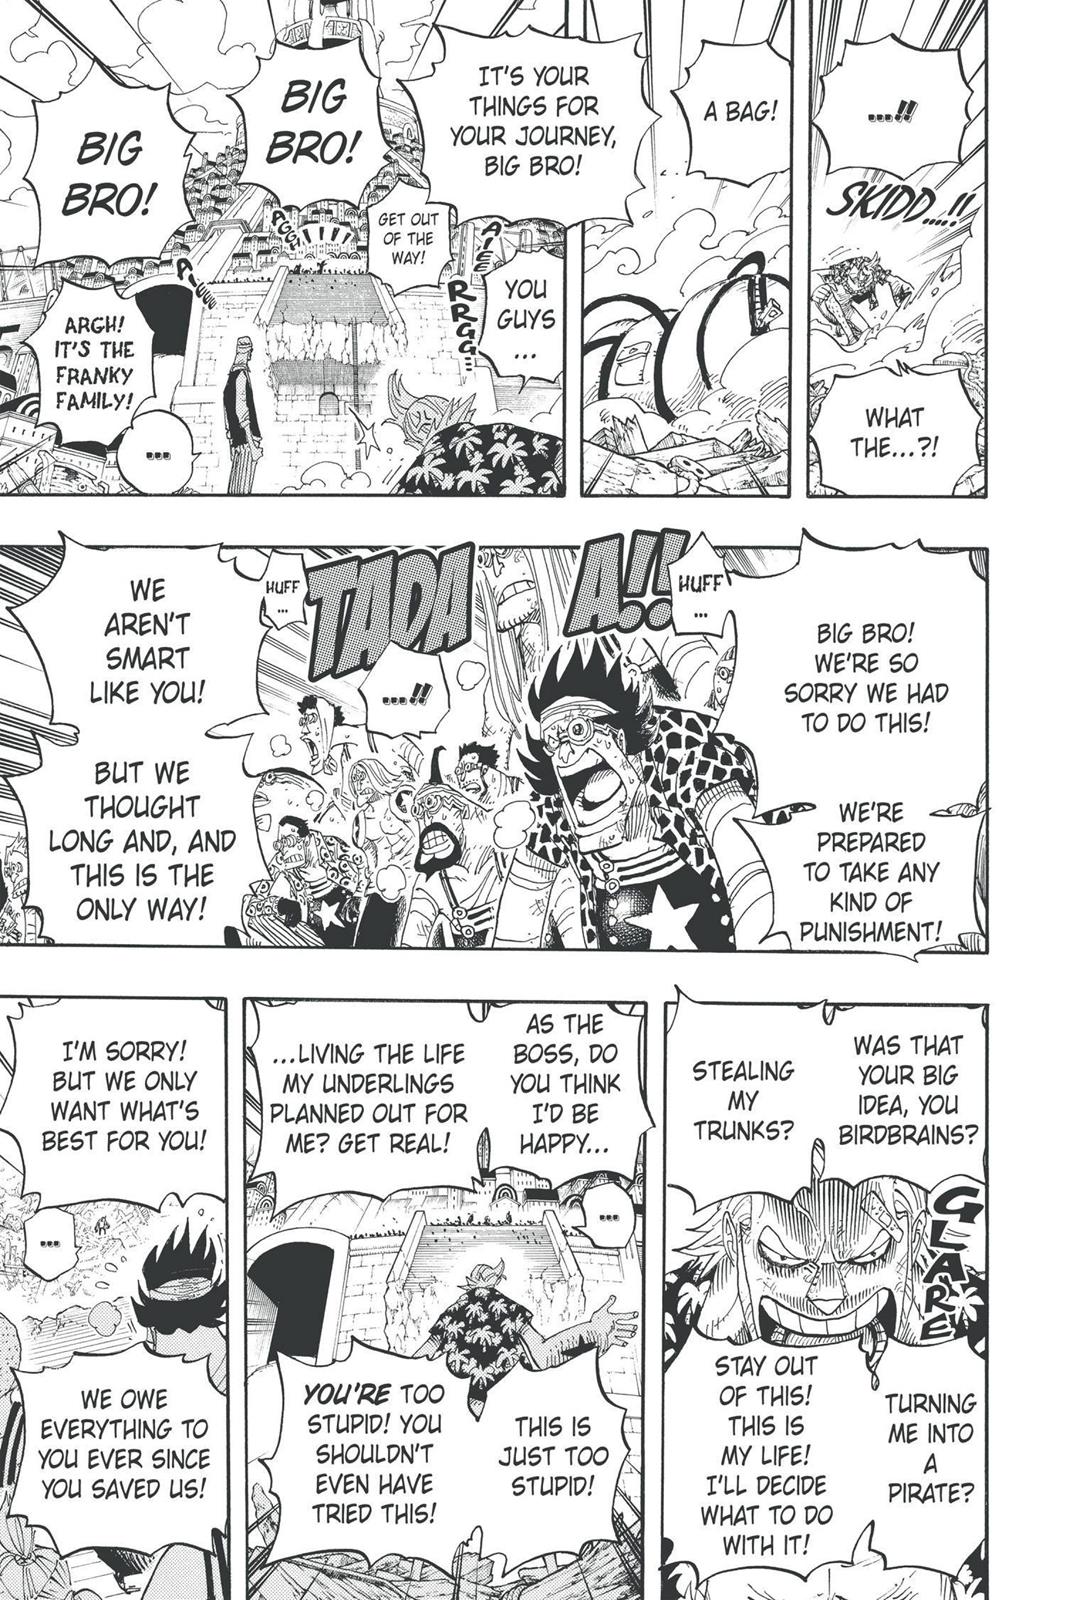 ...!!
SKIDD...!!
WHAT
THE...?!
A BAG!
IT'S YOUR
THINGS FOR
YOUR JOURNEY,
BIG BRO!
YOU
GUYS
...
BIG
BRO!
GET OUT
OF THE
WAY!
AIEE
RRGG...
AGGH
BIG
BRO!
AIEEE
ARGH!
IT'S THE
FRANKY
FAMILY!
...
BIG BRO!
WE'RE SO
SORRY WE HAD
TO DO THIS!
WE'RE
PREPARED
TO TAKE ANY
KIND OF
PUNISHMENT!
HUFF
...
TADA
A!!
...!!
HUFF
...
WE
AREN'T
SMART
LIKE YOU!
BUT WE
THOUGHT
LONG AND, AND
THIS IS THE
ONLY WAY!
WAS THAT
YOUR BIG
IDEA, YOU
BIRDBRAINS?
STEALING
MY
TRUNKS?
GLARE
TURNING
ME INTO
A
PIRATE?
STAY OUT
OF THIS!
THIS IS
MY LIFE!
I'LL DECIDE
WHAT TO DO
WITH IT!
AS THE
BOSS, DO
YOU THINK
I'D BE
HAPPY...
...LIVING THE LIFE
MY UNDERLINGS
PLANNED OUT FOR
ME? GET REAL!
...
THIS IS
JUST TOO
STUPID!
YOU'RE TOO
STUPID! YOU
SHOULDN'T
EVEN HAVE
TRIED THIS!
I'M SORRY!
BUT WE ONLY
WANT WHAT'S
BEST FOR YOU!
...
WE OWE
EVERYTHING TO
YOU EVER SINCE
YOU SAVED US!